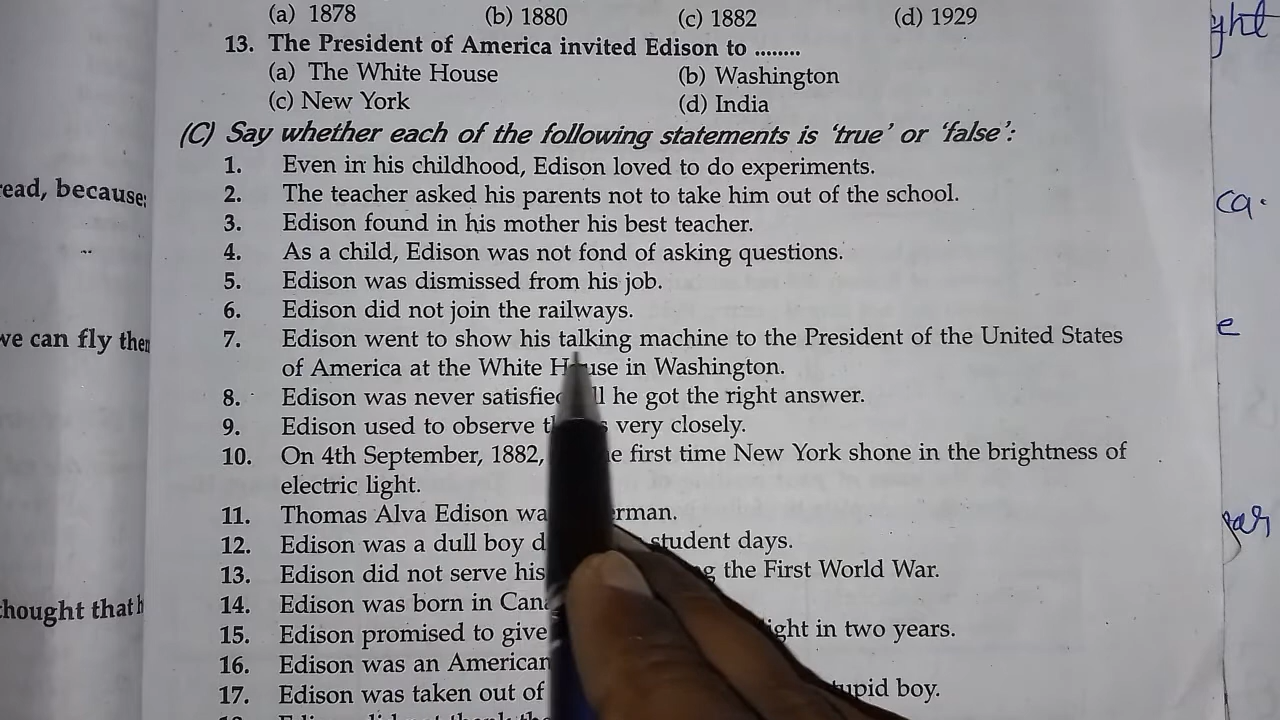 (a) 1878 (b) 1880 (c) 1882 (d) 1929
13. The President of America invited Edison to ........
(a) The White House (b) Washington
(c) New York (d) India
(C) Say whether each of the following statements is 'true' or 'false':
1. Even in his childhood, Edison loved to do experiments.
2. The teacher asked his parents not to take him out of the school.
3. Edison found in his mother his best teacher.
4. As a child, Edison was not fond of asking questions.
5. Edison was dismissed from his job.
6. Edison did not join the railways.
7. Edison went to show his talking machine to the President of the United States
of America at the White House in Washington.
8. Edison was never satisfied he got the right answer.
9. Edison used to observe very closely.
10. On 4th September, 1882, first time New York shone in the brightness of
electric light.
11. Thomas Alva Edison
12. Edison was a dull boy student days.
13. Edison did not serve his the First World War.
14. Edison was born in
15. Edison promised to give in two years.
16. Edison was an American
17. Edison was taken out of boy.
because:
we can fly
thought that
ca.
e